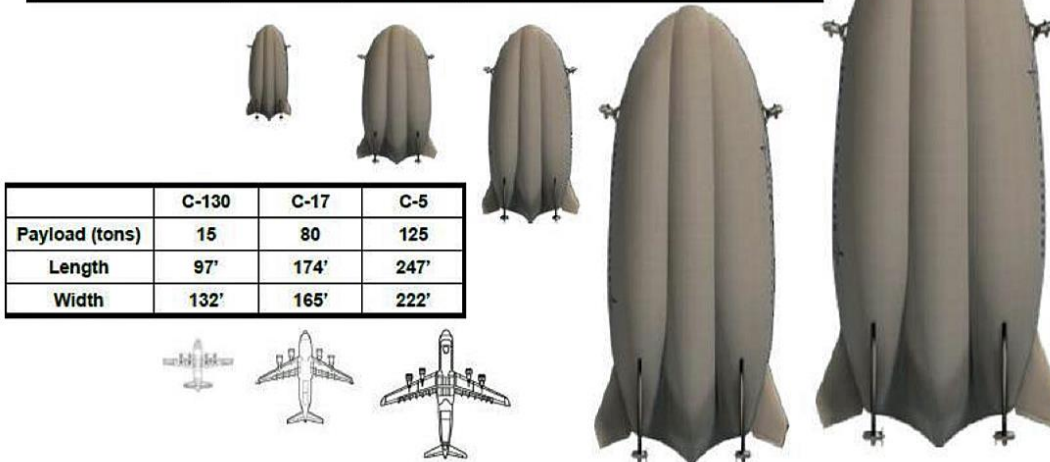 C-130 C-17 C-5
Payload (tons) 15 80 125
Length 97’ 174’ 247’
Width 132’ 165’ 222’